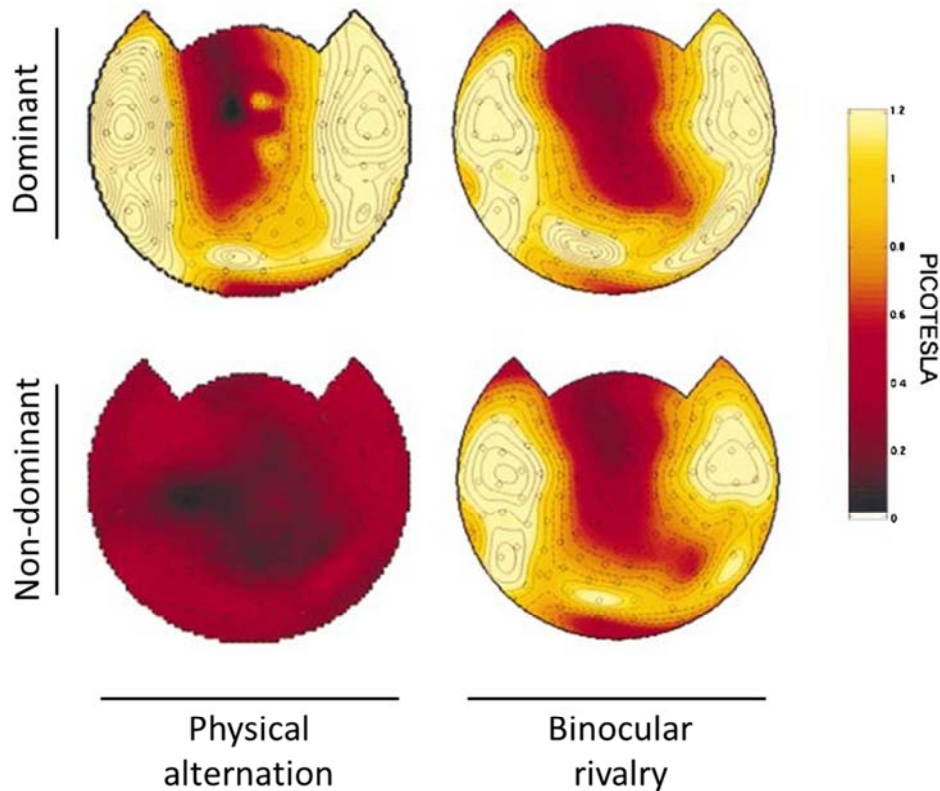 Dominant
Non-dominant
1.2
1
0.8
0.6
0.4
0.2
0
PICOTESLA
Physical
alternation
Binocular
rivalry